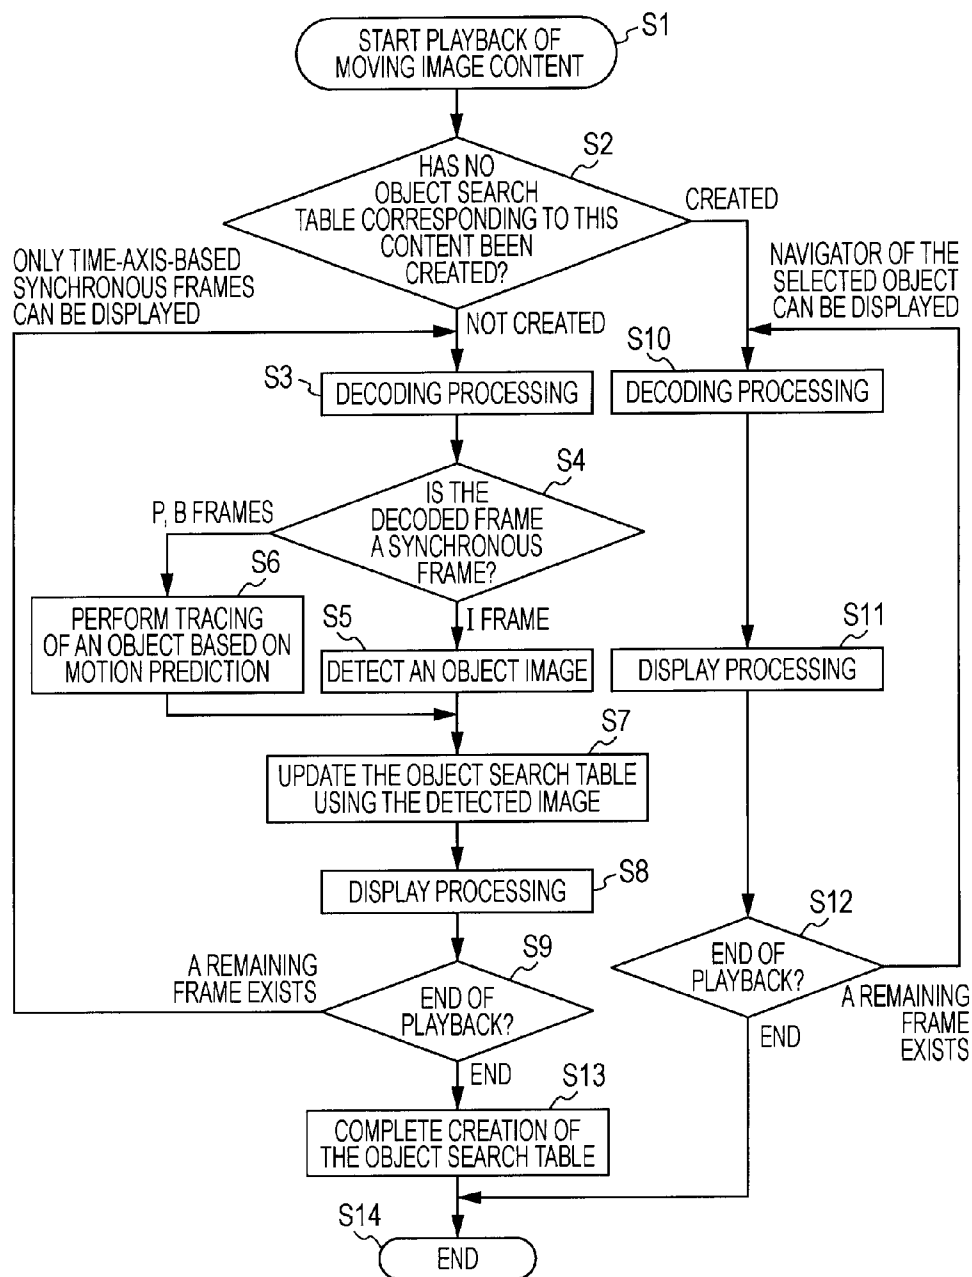 S1
START PLAYBACK OF
MOVING IMAGE CONTENT
S2
HAS NO
OBJECT SEARCH
TABLE CORRESPONDING TO THIS
CONTENT BEEN
CREATED?
CREATED
ONLY TIME-AXIS-BASED
SYNCHRONOUS FRAMES
CAN BE DISPLAYED
NOT CREATED
NAVIGATOR OF THE
SELECTED OBJECT
CAN BE DISPLAYED
S3
DECODING PROCESSING
S10
DECODING PROCESSING
S4
IS THE
DECODED FRAME
A SYNCHRONOUS
FRAME?
P, B FRAMES
S6
PERFORM TRACING
OF AN OBJECT BASED ON
MOTION PREDICTION
I FRAME
S5
DETECT AN OBJECT IMAGE
S11
DISPLAY PROCESSING
S7
UPDATE THE OBJECT SEARCH TABLE
USING THE DETECTED IMAGE
DISPLAY PROCESSING
S8
S9
END OF
PLAYBACK?
A REMAINING
FRAME EXISTS
END
S12
END OF
PLAYBACK?
A REMAINING
FRAME
EXISTS
END
S13
COMPLETE CREATION OF
THE OBJECT SEARCH TABLE
S14
END